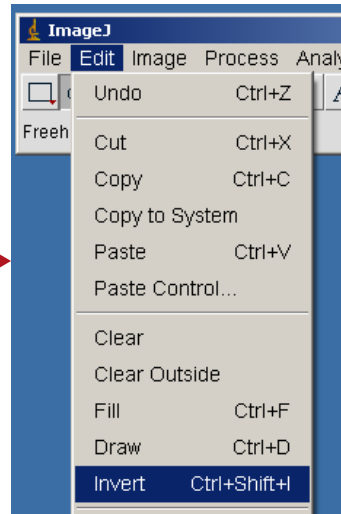 ImageJ
File Edit Image Process Analy
Freeh
Undo Ctrl+Z
Cut Ctrl+X
Copy Ctrl+C
Copy to System
Paste Ctrl+V
Paste Control...
Clear
Clear Outside
Fill Ctrl+F
Draw Ctrl+D
Invert Ctrl+Shift+I